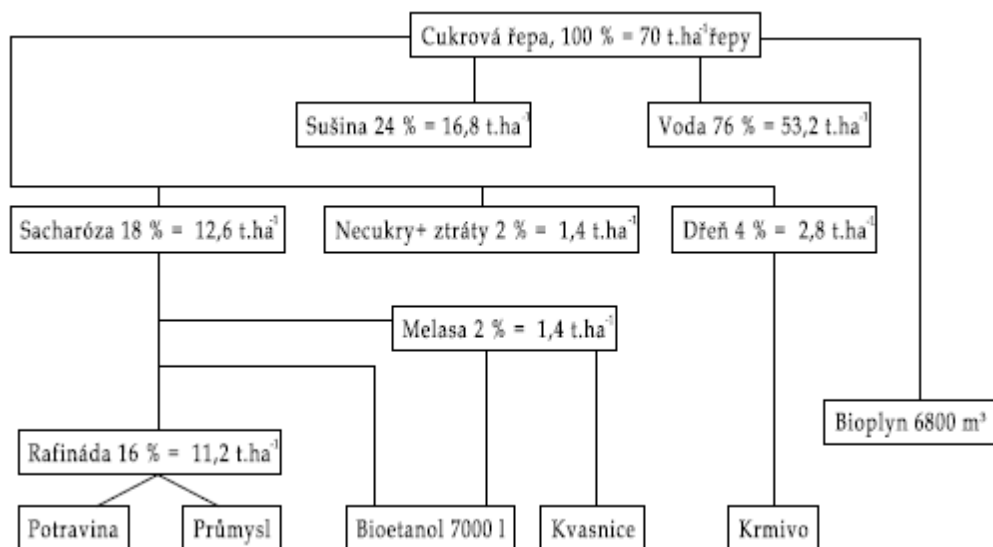 Cukrová řepa, 100 % = 70 t.ha⁻¹řepy
Sušina 24 % = 16,8 t.ha⁻¹
Voda 76 % = 53,2 t.ha⁻¹
Sacharóza 18 % = 12,6 t.ha⁻¹
Necukry+ ztráty 2 % = 1,4 t.ha⁻¹
Dřeň 4 % = 2,8 t.ha⁻¹
Melasa 2 % = 1,4 t.ha⁻¹
Bioplyn 6800 m³
Rafináda 16 % = 11,2 t.ha⁻¹
Potravina
Průmysl
Bioetanol 7000 l
Kvasnice
Krmivo